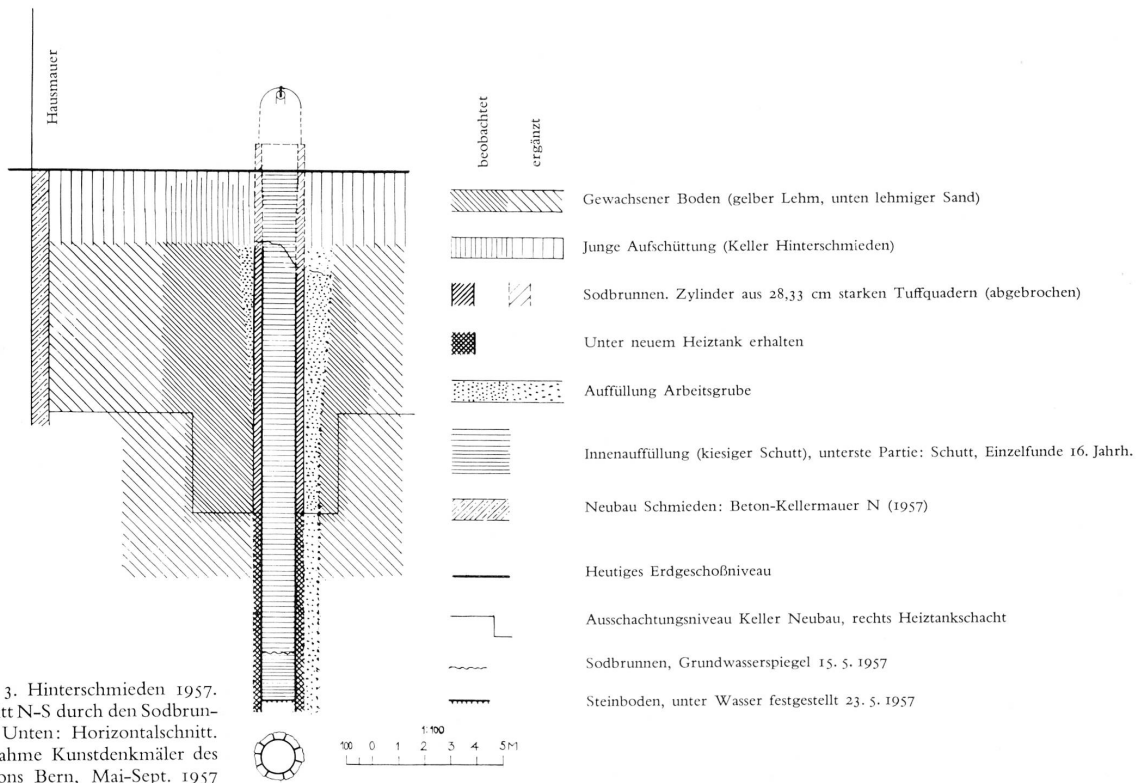 Hausmauer
beobachtet
ergänzt
Gewachsener Boden (gelber Lehm, unten lehmiger Sand)
Junge Aufschüttung (Keller Hinterschmieden)
Sodbrunnen. Zylinder aus 28,33 cm starken Tuffquadern (abgebrochen)
Unter neuem Heiztank erhalten
Auffüllung Arbeitsgrube
Innenauffüllung (kiesiger Schutt), unterste Partie: Schutt, Einzelfunde 16. Jahrh.
Neubau Schmieden: Beton-Kellermauer N (1957)
Heutiges Erdgeschoßniveau
Ausschachtungsniveau Keller Neubau, rechts Heiztankschacht
Sodbrunnen, Grundwasserspiegel 15. 5. 1957
Steinboden, unter Wasser festgestellt 23. 5. 1957
3. Hinterschmieden 1957.
tt N-S durch den Sodbrun-
Unten: Horizontalschnitt.
ahme Kunstdenkmäler des
ons Bern, Mai-Sept. 1957
1:100
100 0 1 2 3 4 5M